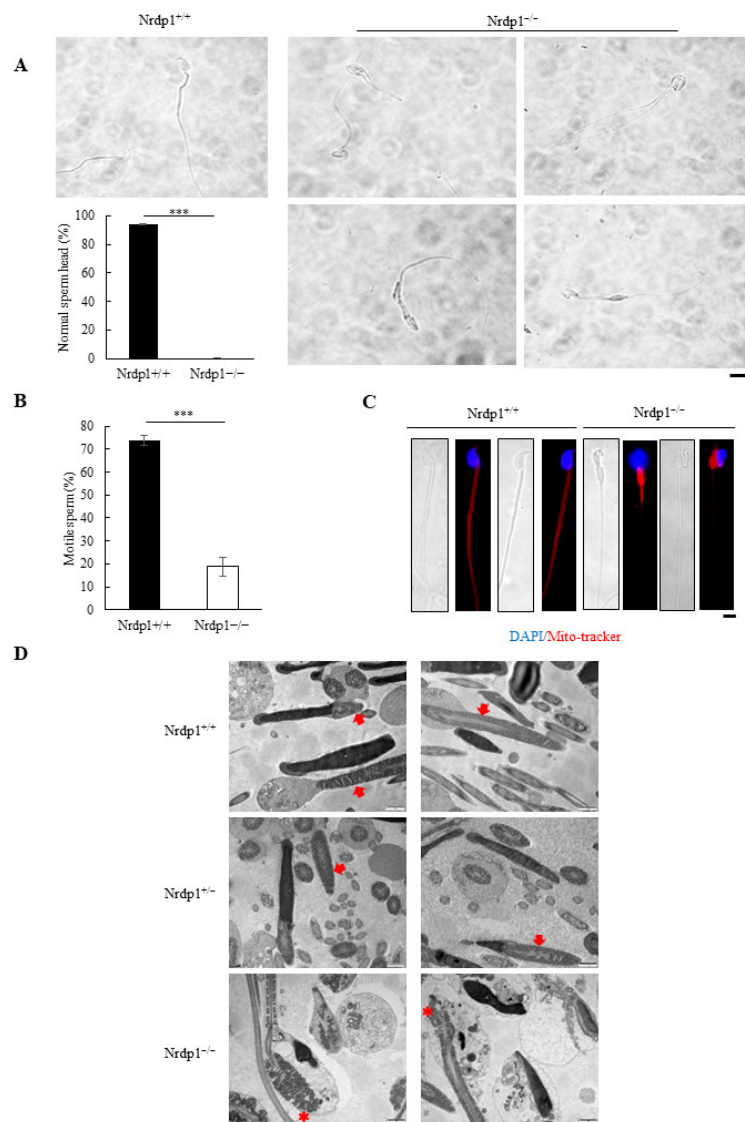 Nrdp1+/+
Nrdp1−/−
A
***
Normal sperm head (%)
100
80
60
40
20
0
Nrdp1+/+
Nrdp1−/−
B
***
Motile sperm (%)
80
70
60
50
40
30
20
10
0
Nrdp1+/+
Nrdp1−/−
C
Nrdp1+/+
Nrdp1−/−
DAPI/Mito-tracker
D
Nrdp1+/+
Nrdp1+/−
Nrdp1−/−
*
*